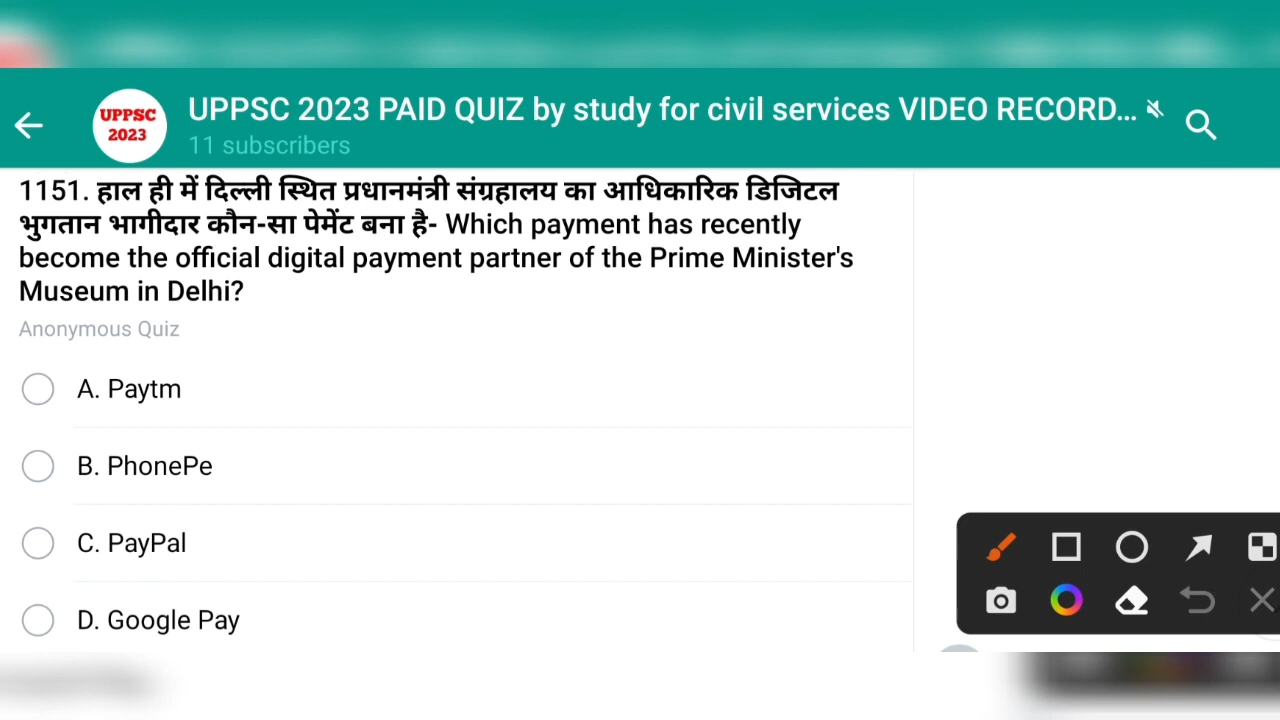 UPPSC
2023
UPPSC 2023 PAID QUIZ by study for civil services VIDEO RECORD...
11 subscribers
1151. हाल ही में दिल्ली स्थित प्रधानमंत्री संग्रहालय का आधिकारिक डिजिटल
भुगतान भागीदार कौन-सा पेमेंट बना है- Which payment has recently
become the official digital payment partner of the Prime Minister's
Museum in Delhi?
Anonymous Quiz
A. Paytm
B. PhonePe
C. PayPal
D. Google Pay